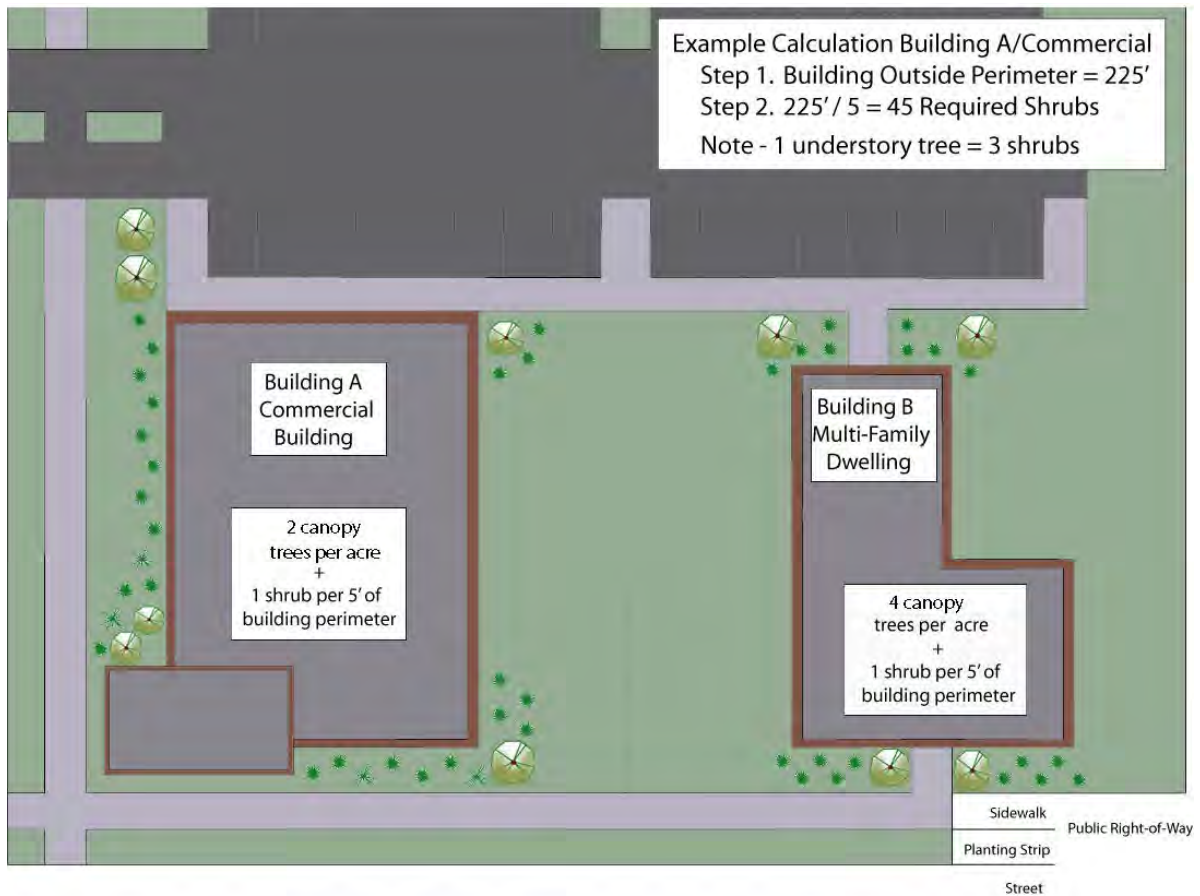 Example Calculation Building A/Commercial
Step 1. Building Outside Perimeter = 225'
Step 2. 225' / 5 = 45 Required Shrubs
Note - 1 understory tree = 3 shrubs
Building A
Commercial
Building
2 canopy
trees per acre
+
1 shrub per 5' of
building perimeter
Building B
Multi-Family
Dwelling
4 canopy
trees per acre
+
1 shrub per 5' of
building perimeter
Sidewalk
Public Right-of-Way
Planting Strip
Street